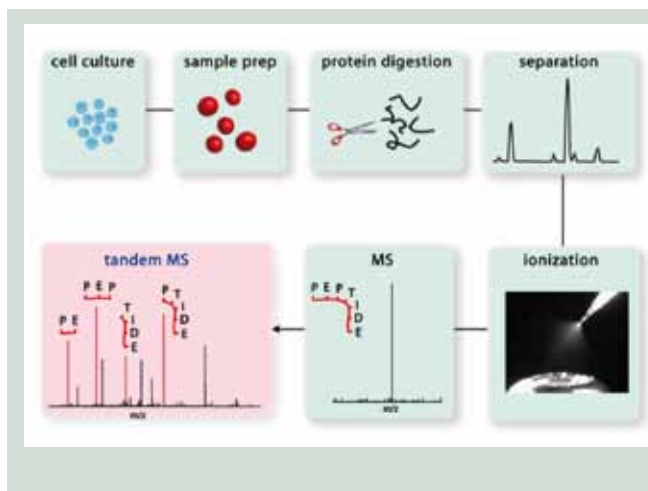 cell culture
sample prep
protein digestion
separation
tandem MS
MS
ionization
P E P
P E
T
I
D
E
P T
I
D
E
P E P T
I
D
E
M/Z
M/Z